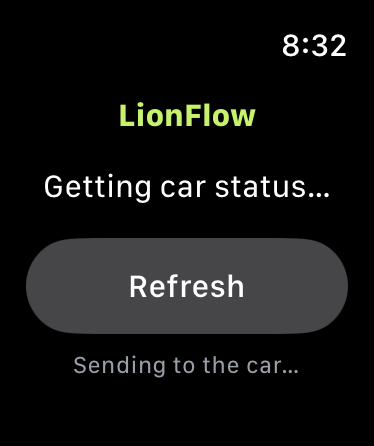 8:32
LionFlow
Getting car status…
Refresh
Sending to the car…